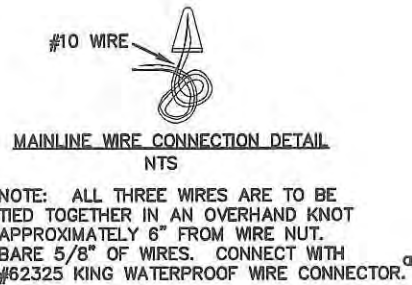 #10 WIRE
MAINLINE WIRE CONNECTION DETAIL
NTS
NOTE: ALL THREE WIRES ARE TO BE
TIED TOGETHER IN AN OVERHAND KNOT
APPROXIMATELY 6" FROM WIRE NUT.
BARE 5/8" OF WIRES. CONNECT WITH
#62325 KING WATERPROOF WIRE CONNECTOR.